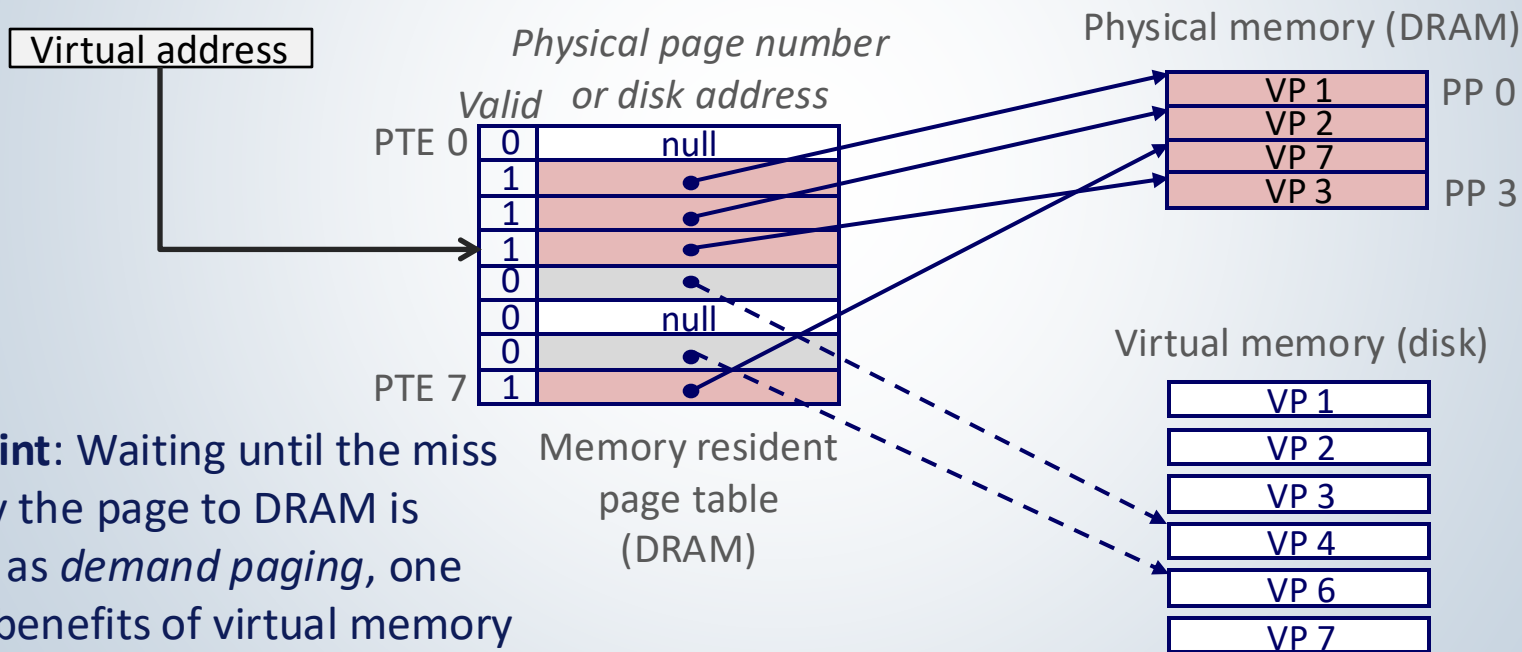 Virtual address
Physical page number
or disk address
Valid
PTE 0
0 null
1
1
1
0
0 null
0
PTE 7 1
Memory resident
page table
(DRAM)
Physical memory (DRAM)
VP 1 PP 0
VP 2
VP 7
VP 3 PP 3
Virtual memory (disk)
VP 1
VP 2
VP 3
VP 4
VP 6
VP 7
: Waiting until the miss
the page to DRAM is
as demand paging, one
benefits of virtual memory